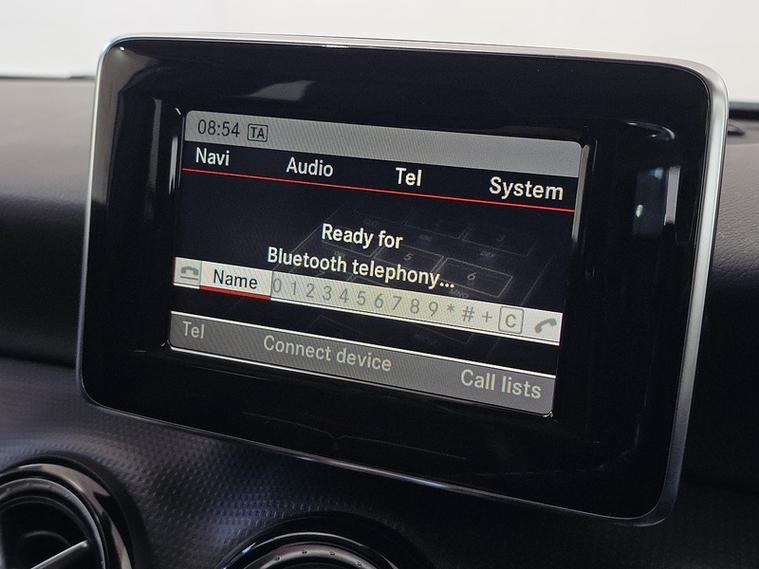 08:54 TA
Navi Audio Tel System
Ready for
Bluetooth telephony...
Name 0 1 2 3 4 5 6 7 8 9 * # + C
Tel Connect device Call lists